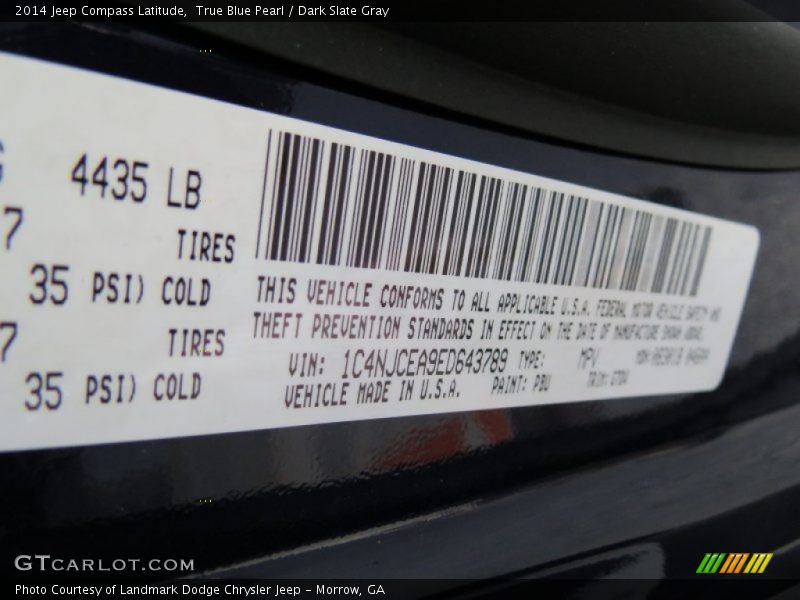 2014 Jeep Compass Latitude,  True Blue Pearl / Dark Slate Gray
4435 LB
7 TIRES
35 PSI) COLD
7 TIRES
35 PSI) COLD
THIS VEHICLE CONFORMS TO ALL APPLICABLE U.S.A. FEDERAL MOTOR VEHICLE SAFETY AND
THEFT PREVENTION STANDARDS IN EFFECT ON THE DATE OF MANUFACTURE SHOWN ABOVE.
VIN: 1C4NJCEA9ED643789 TYPE: MPV
VEHICLE MADE IN U.S.A. PAINT: PBU TRIM:
GTCARLOT.COM
Photo Courtesy of Landmark Dodge Chrysler Jeep - Morrow, GA